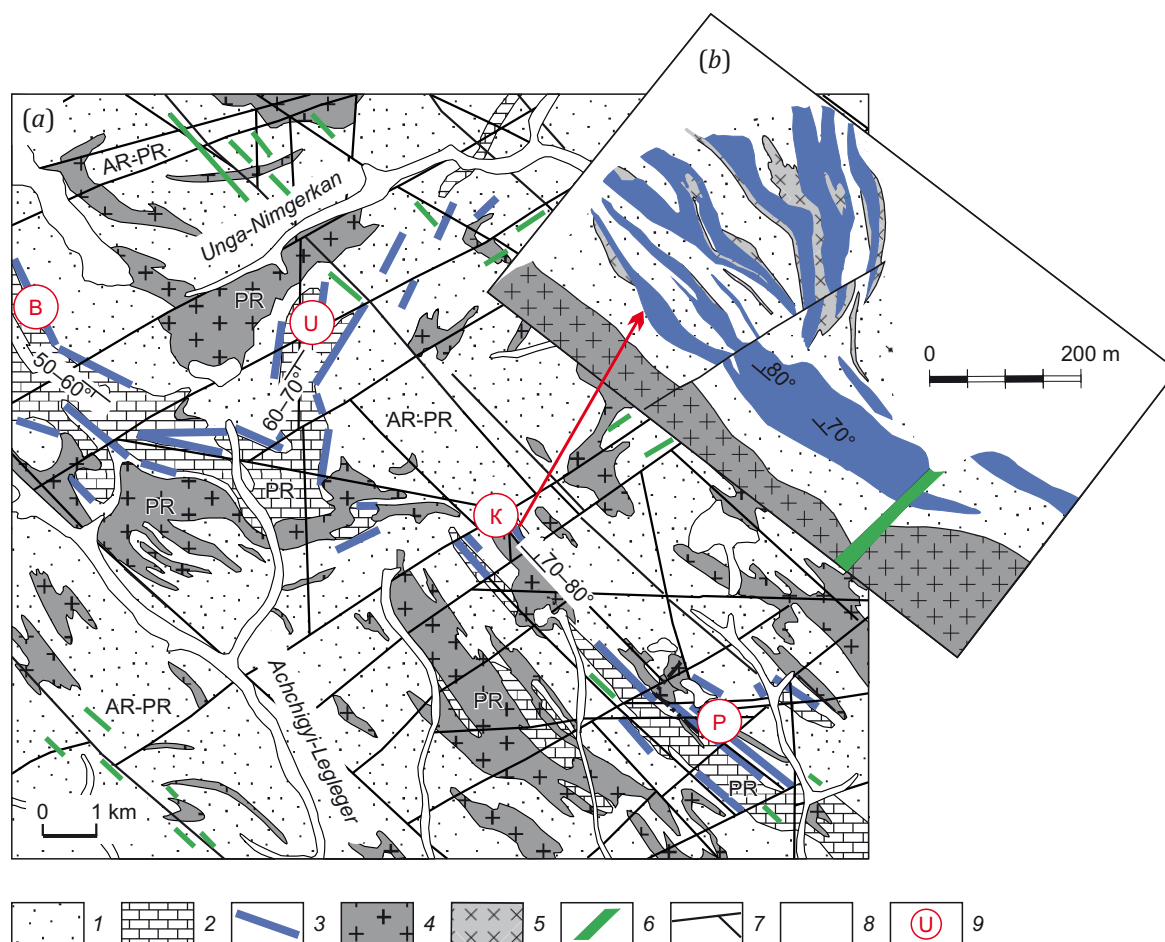 (b)
(a)
AR-PR
Unga-Nimgerkan
B
PR
U
0 200 m
50–60°
60–70°
80°
AR-PR
70°
PR
PR
K
70–80°
AR-PR
Achchigyi-Legleger
PR
P
PR
0 1 km
1 2 3 4 5 6 7 8 U 9